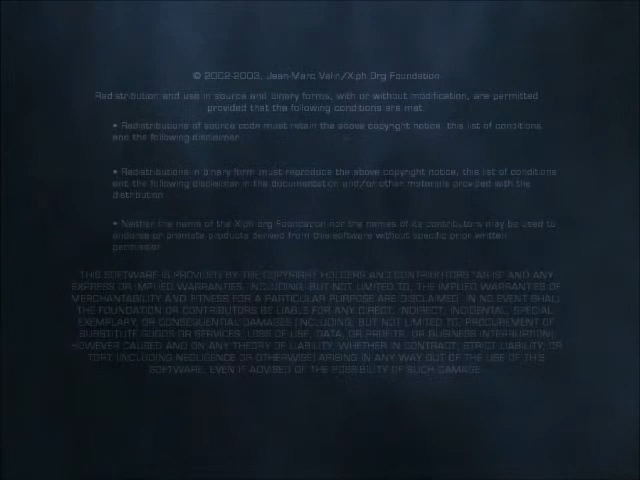 © 2002-2003, Jean-Marc Valin/Xiph.Org Foundation
Redistribution and use in source and binary forms, with or without modification, are permitted
provided that the following conditions are met:
• Redistributions of source code must retain the above copyright notice, this list of conditions
and the following disclaimer.
• Redistributions in binary form must reproduce the above copyright notice, this list of conditions
and the following disclaimer in the documentation and/or other materials provided with the
distribution.
• Neither the name of the Xiph.org Foundation nor the names of its contributors may be used to
endorse or promote products derived from this software without specific prior written
permission.
THIS SOFTWARE IS PROVIDED BY THE COPYRIGHT HOLDERS AND CONTRIBUTORS "AS IS" AND ANY
EXPRESS OR IMPLIED WARRANTIES, INCLUDING, BUT NOT LIMITED TO, THE IMPLIED WARRANTIES OF
MERCHANTABILITY AND FITNESS FOR A PARTICULAR PURPOSE ARE DISCLAIMED. IN NO EVENT SHALL
THE FOUNDATION OR CONTRIBUTORS BE LIABLE FOR ANY DIRECT, INDIRECT, INCIDENTAL, SPECIAL,
EXEMPLARY, OR CONSEQUENTIAL DAMAGES (INCLUDING, BUT NOT LIMITED TO, PROCUREMENT OF
SUBSTITUTE GOODS OR SERVICES; LOSS OF USE, DATA, OR PROFITS; OR BUSINESS INTERRUPTION)
HOWEVER CAUSED AND ON ANY THEORY OF LIABILITY, WHETHER IN CONTRACT, STRICT LIABILITY, OR
TORT (INCLUDING NEGLIGENCE OR OTHERWISE) ARISING IN ANY WAY OUT OF THE USE OF THIS
SOFTWARE, EVEN IF ADVISED OF THE POSSIBILITY OF SUCH DAMAGE.